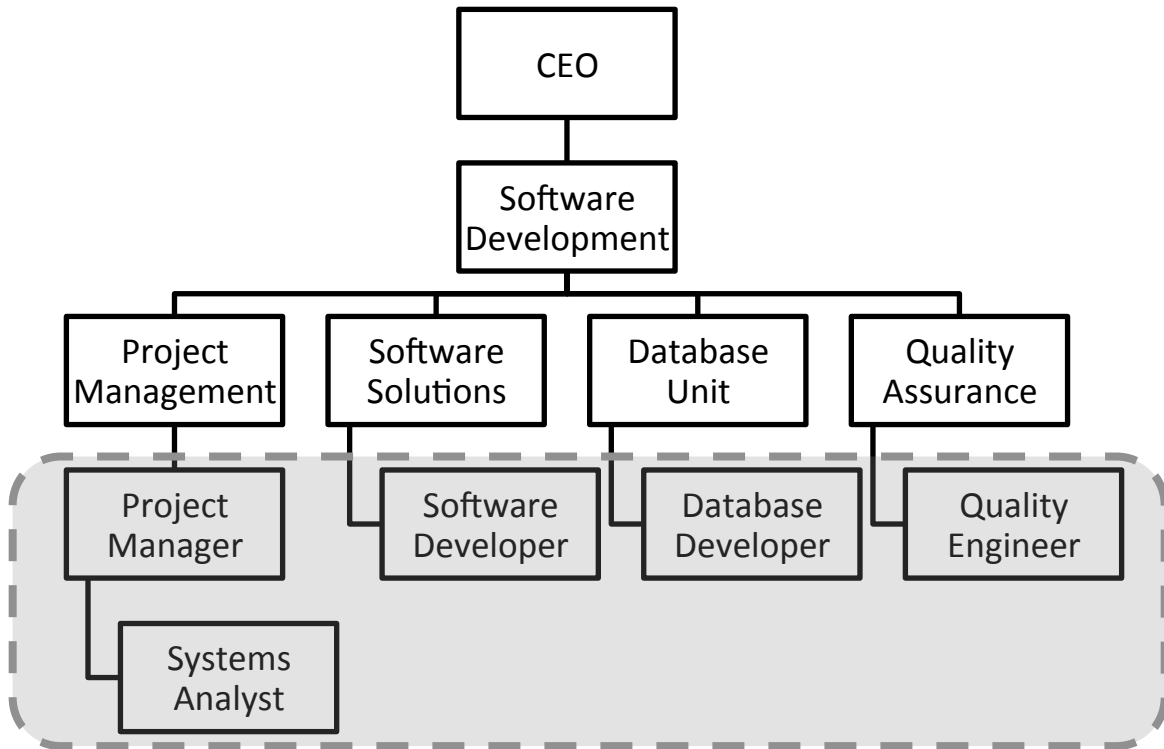 CEO
Software
Development
Project
Management
Software
Solutions
Database
Unit
Quality
Assurance
Project
Manager
Software
Developer
Database
Developer
Quality
Engineer
Systems
Analyst